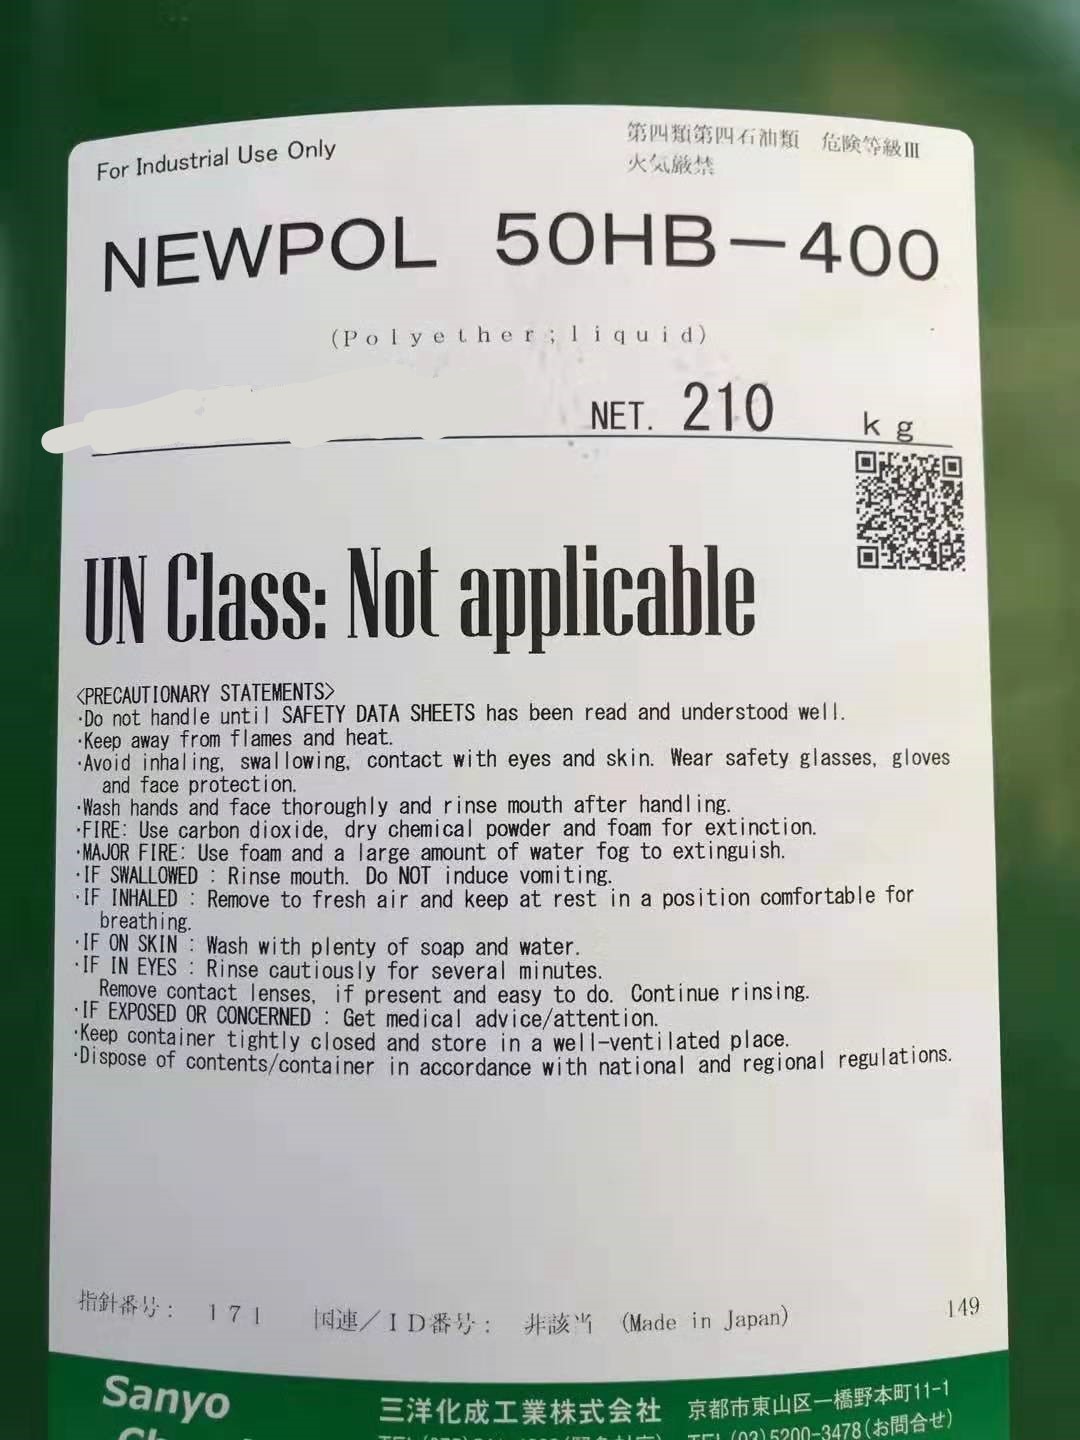 For Industrial Use Only
第四類第四石油類 危険等級Ⅲ
火気厳禁
NEWPOL 50HB-400
(Polyether;liquid)
NET. 210 kg
UN Class: Not applicable
<PRECAUTIONARY STATEMENTS>
·Do not handle until SAFETY DATA SHEETS has been read and understood well.
·Keep away from flames and heat.
·Avoid inhaling, swallowing, contact with eyes and skin. Wear safety glasses, gloves
and face protection.
·Wash hands and face thoroughly and rinse mouth after handling.
·FIRE: Use carbon dioxide, dry chemical powder and foam for extinction.
·MAJOR FIRE: Use foam and a large amount of water fog to extinguish.
·IF SWALLOWED : Rinse mouth. Do NOT induce vomiting.
·IF INHALED : Remove to fresh air and keep at rest in a position comfortable for
breathing.
·IF ON SKIN : Wash with plenty of soap and water.
·IF IN EYES : Rinse cautiously for several minutes.
Remove contact lenses, if present and easy to do. Continue rinsing.
·IF EXPOSED OR CONCERNED : Get medical advice/attention.
·Keep container tightly closed and store in a well-ventilated place.
·Dispose of contents/container in accordance with national and regional regulations.
指針番号: 171 国連/ID番号: 非該当 (Made in Japan) 149
Sanyo
三洋化成工業株式会社 京都市東山区一橋野本町11-1
TEL(03)5200-3478(お問合せ)